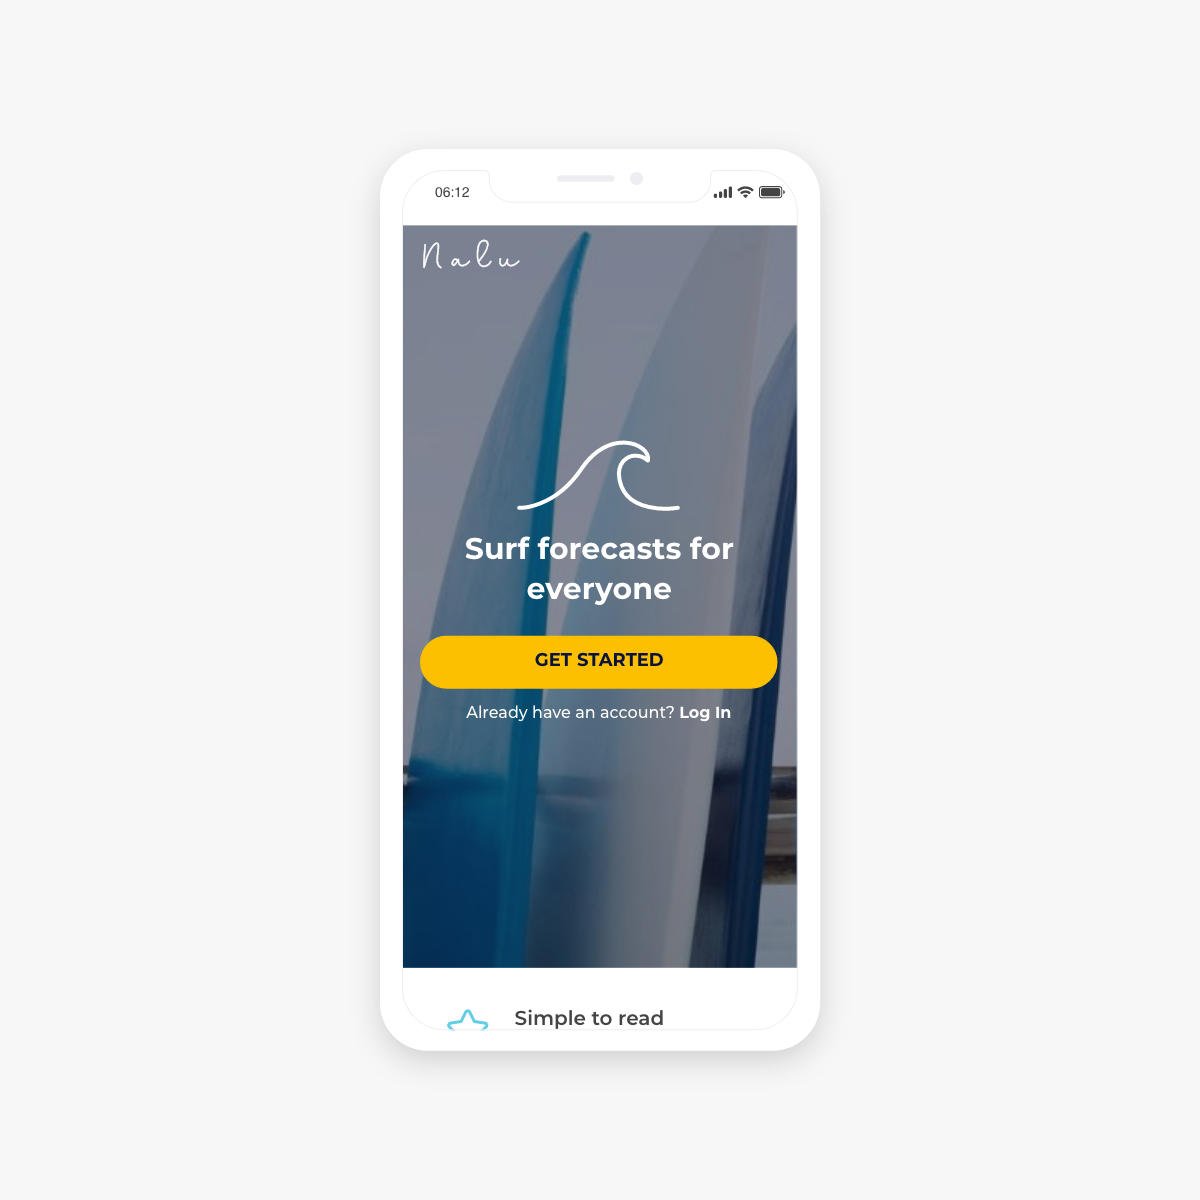 06:12
Nalu
Surf forecasts for
everyone
GET STARTED
Already have an account? Log In
Simple to read